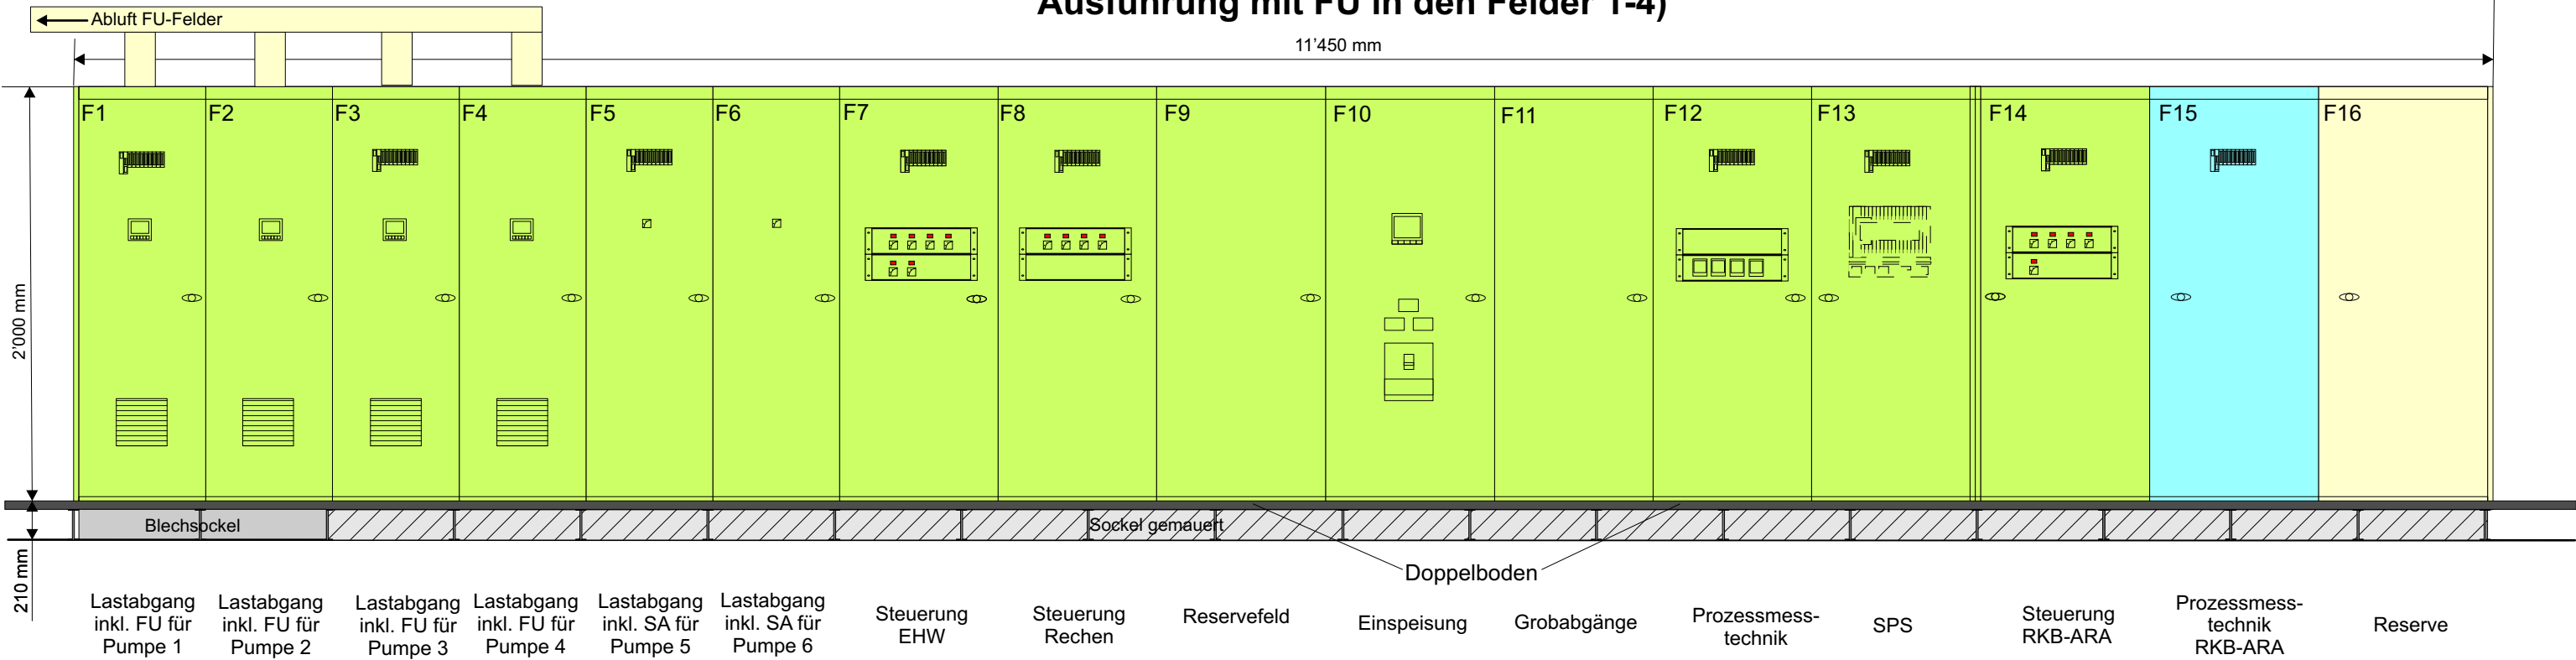 Ausführung mit FU in den Felder 1-4)
Abluft FU-Felder
11’450 mm
F1 F2 F3 F4 F5 F6 F7 F8 F9 F10 F11 F12 F13 F14 F15 F16
2’000 mm
Blechsockel
Sockel gemauert
210 mm
Doppelboden
Lastabgang
inkl. FU für
Pumpe 1
Lastabgang
inkl. FU für
Pumpe 2
Lastabgang
inkl. FU für
Pumpe 3
Lastabgang
inkl. FU für
Pumpe 4
Lastabgang
inkl. SA für
Pumpe 5
Lastabgang
inkl. SA für
Pumpe 6
Steuerung
EHW
Steuerung
Rechen
Reservefeld
Einspeisung
Grobabgänge
Prozessmess-
technik
SPS
Steuerung
RKB-ARA
Prozessmess-
technik
RKB-ARA
Reserve